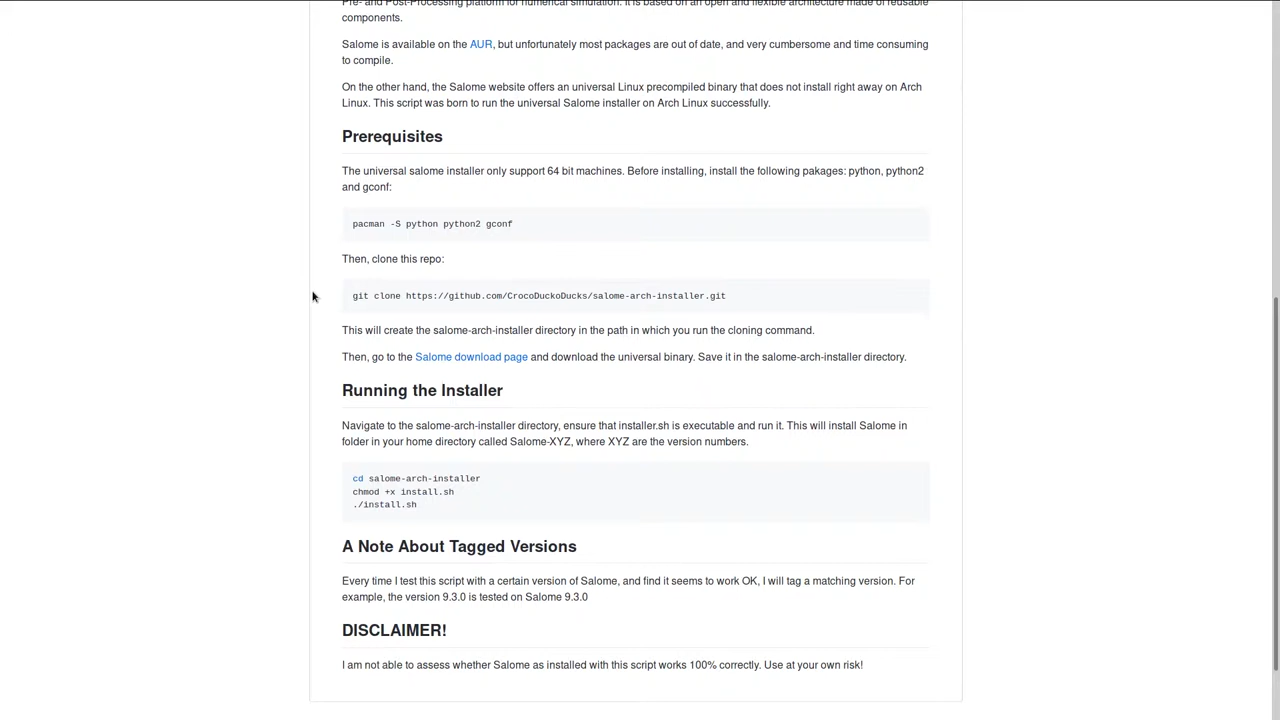 Pre- and Post-Processing platform for numerical simulation. It is based on an open and flexible architecture made of reusable
components.
Salome is available on the AUR, but unfortunately most packages are out of date, and very cumbersome and time consuming
to compile.
On the other hand, the Salome website offers an universal Linux precompiled binary that does not install right away on Arch
Linux. This script was born to run the universal Salome installer on Arch Linux successfully.
Prerequisites
The universal salome installer only support 64 bit machines. Before installing, install the following pakages: python, python2
and gconf:
pacman -S python python2 gconf
Then, clone this repo:
git clone https://github.com/CrocoDuckoDucks/salome-arch-installer.git
This will create the salome-arch-installer directory in the path in which you run the cloning command.
Then, go to the Salome download page and download the universal binary. Save it in the salome-arch-installer directory.
Running the Installer
Navigate to the salome-arch-installer directory, ensure that installer.sh is executable and run it. This will install Salome in
folder in your home directory called Salome-XYZ, where XYZ are the version numbers.
cd salome-arch-installer
chmod +x install.sh
./install.sh
A Note About Tagged Versions
Every time I test this script with a certain version of Salome, and find it seems to work OK, I will tag a matching version. For
example, the version 9.3.0 is tested on Salome 9.3.0
DISCLAIMER!
I am not able to assess whether Salome as installed with this script works 100% correctly. Use at your own risk!